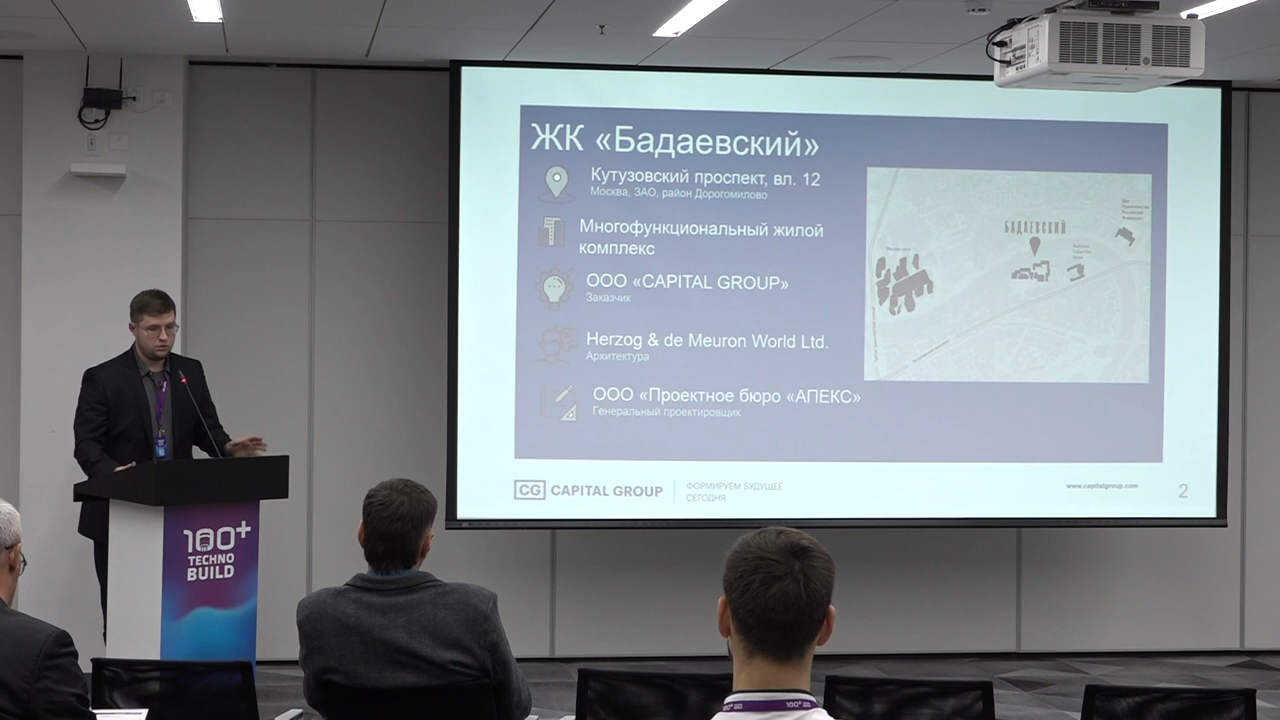 ЖК «Бадаевский»
Кутузовский проспект, вл. 12
Москва, ЗАО, район Дорогомилово
Многофункциональный жилой
комплекс
ООО «CAPITAL GROUP»
Заказчик
Herzog & de Meuron World Ltd.
Архитектура
ООО «Проектное бюро «АПЕКС»
Генеральный проектировщик
БАДАЕВСКИЙ
CG CAPITAL GROUP
ФОРМИРУЕМ БУДУЩЕЕ
СЕГОДНЯ
www.capitalgroup.com
2
100+
TECHNO
BUILD
100+
100+